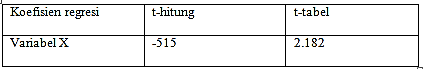 Koefisien regresi t-hitung t-tabel
Variabel X -515 2.182